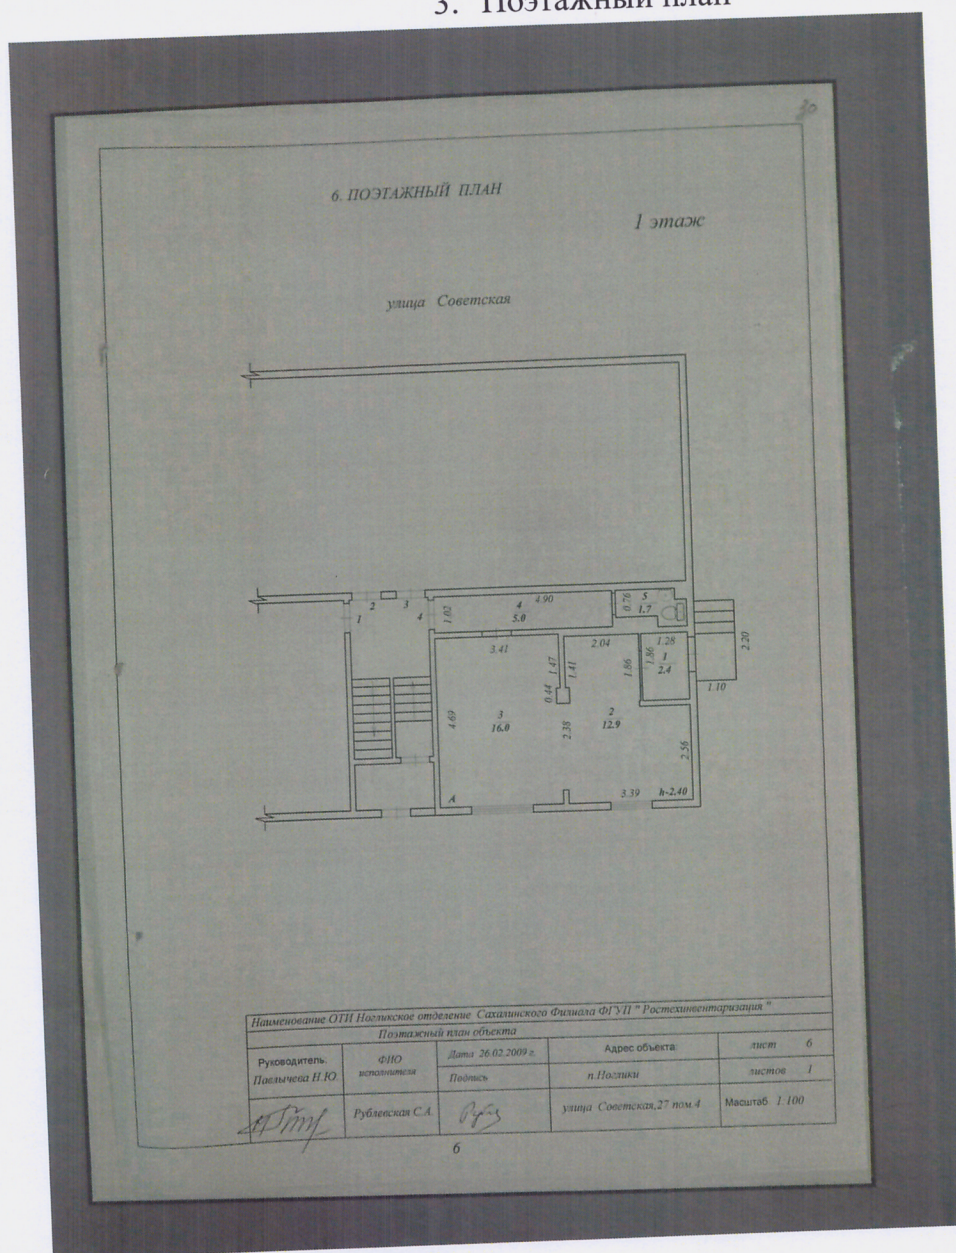 3. Поэтажный план
30
6. ПОЭТАЖНЫЙ ПЛАН
1 этаж
улица Советская
2 3
1 4
1.02
4 4.90
5.0
0.76
5
1.7
3.41
2.04
1.28
2.20
1.47
1.41
1.86
1.86
1
2.4
0.44
1.10
4.69
3
16.0
2.38
2
12.9
2.56
А
3.39
h-2.40
Наименование ОТИ Ногликское отделение Сахалинского Филиала ФГУП " Ростехинвентаризация "
Поэтажный план объекта
Руководитель: ФИО Дата 26.02.2009 г. Адрес объекта: лист 6
Павлычева Н.Ю. исполнителя Подпись п.Ноглики листов 1
Рублевская С.А. улица Советская,27 пом.4 Масштаб 1:100
6